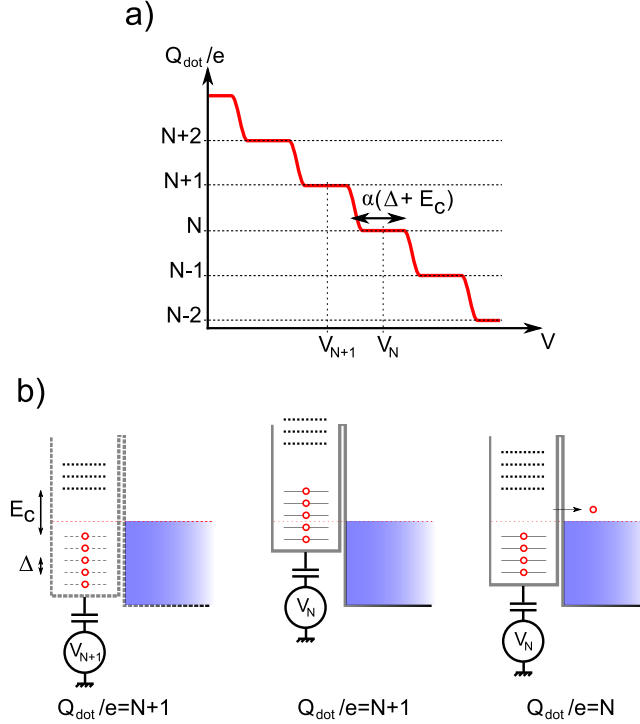 a)
Q_dot/e
N+2
N+1
α(Δ+ E_C)
N
N-1
N-2
V_N+1
V_N
V
b)
E_C
Δ
V_N+1
V_N
V_N
Q_dot/e=N+1
Q_dot/e=N+1
Q_dot/e=N